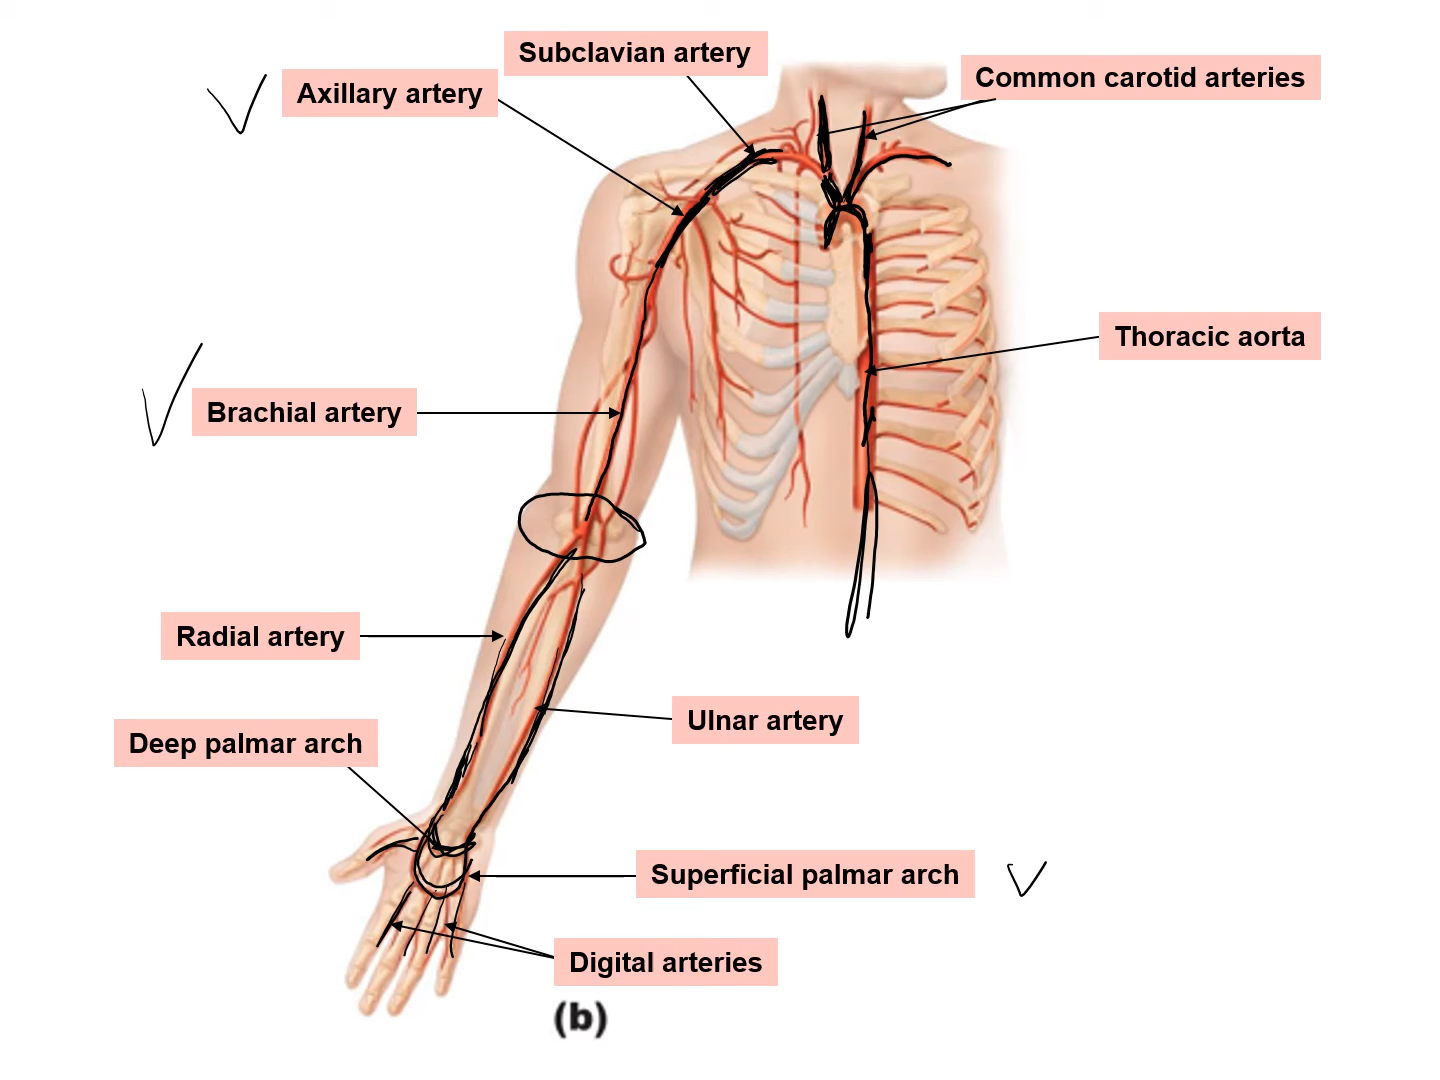 Subclavian artery
Common carotid arteries
Axillary artery
Thoracic aorta
Brachial artery
Radial artery
Ulnar artery
Deep palmar arch
Superficial palmar arch
Digital arteries
(b)